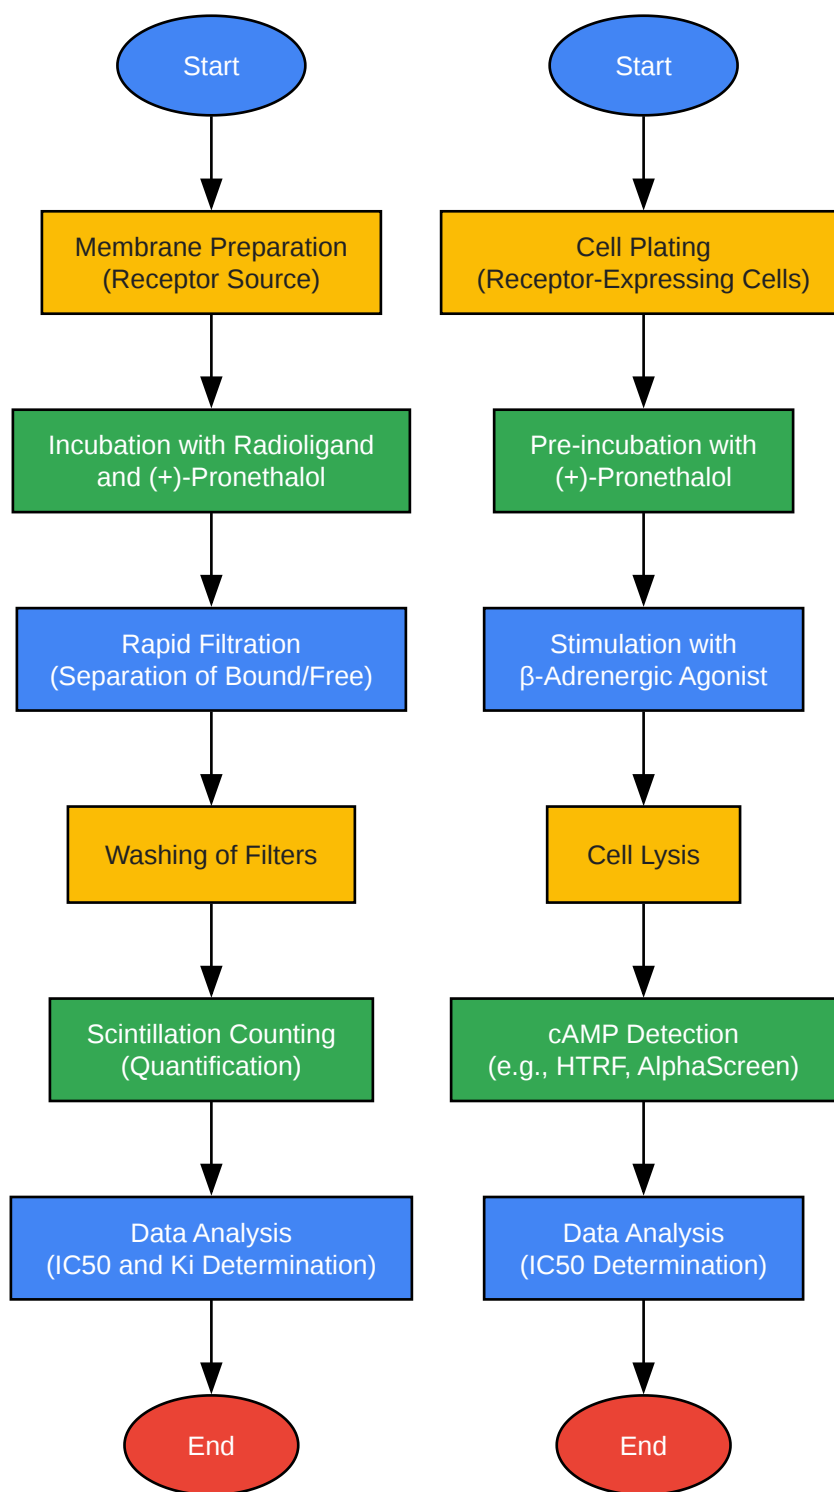 Start
Membrane Preparation
(Receptor Source)
Incubation with Radioligand
and (+)-Pronethalol
Rapid Filtration
(Separation of Bound/Free)
Washing of Filters
Scintillation Counting
(Quantification)
Data Analysis
(IC50 and Ki Determination)
End
Start
Cell Plating
(Receptor-Expressing Cells)
Pre-incubation with
(+)-Pronethalol
Stimulation with
β-Adrenergic Agonist
Cell Lysis
cAMP Detection
(e.g., HTRF, AlphaScreen)
Data Analysis
(IC50 Determination)
End